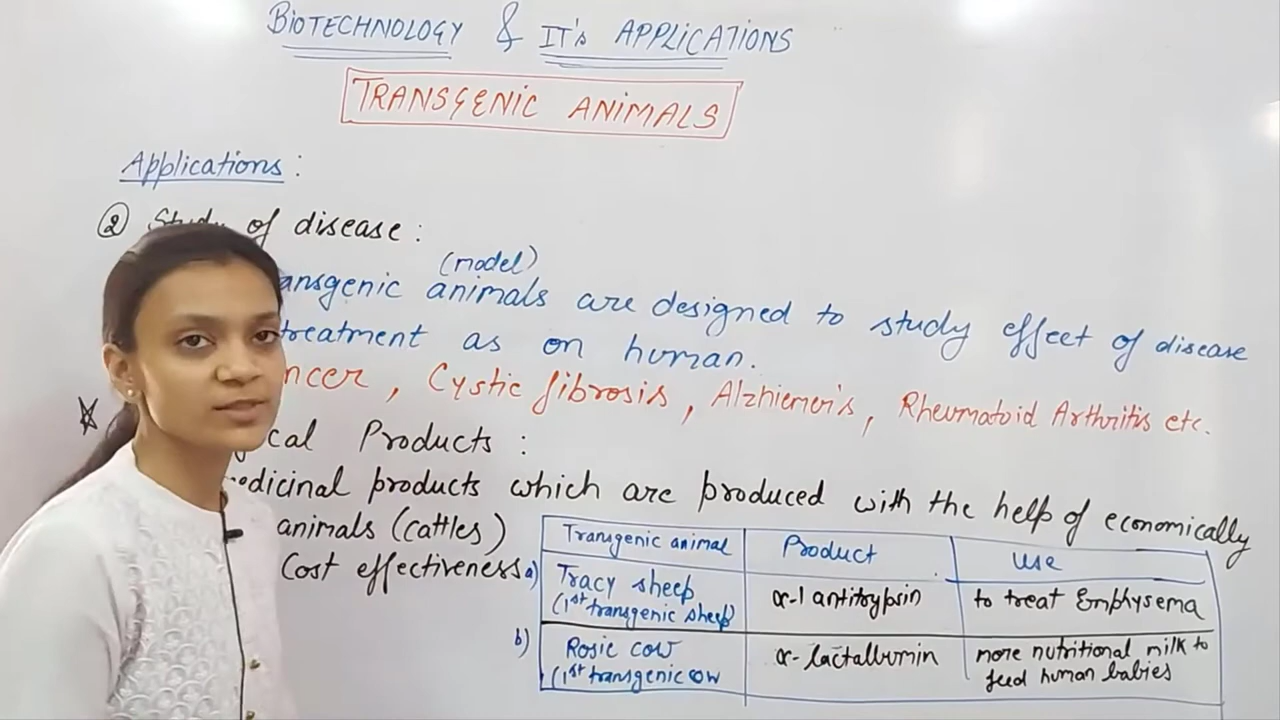 BIOTECHNOLOGY & IT's APPLICATIONS
TRANSGENIC ANIMALS
Applications :
② Study of disease :
(model)
ansgenic animals are designed to study effect of disease
treatment as on human.
ncer , Cystic fibrosis , Alzhiemer's , Rheumatoid Arthritis etc.
cal Products :
edicinal products which are produced with the help of economically
animals (cattles)
Cost effectiveness
Transgenic animal Product Use
a) Tracy sheep α-1 antitrypsin to treat Emphysema
(1st transgenic sheep)
b) Rosie cow α-lactalbumin more nutritional milk to
(1st transgenic cow feed human babies